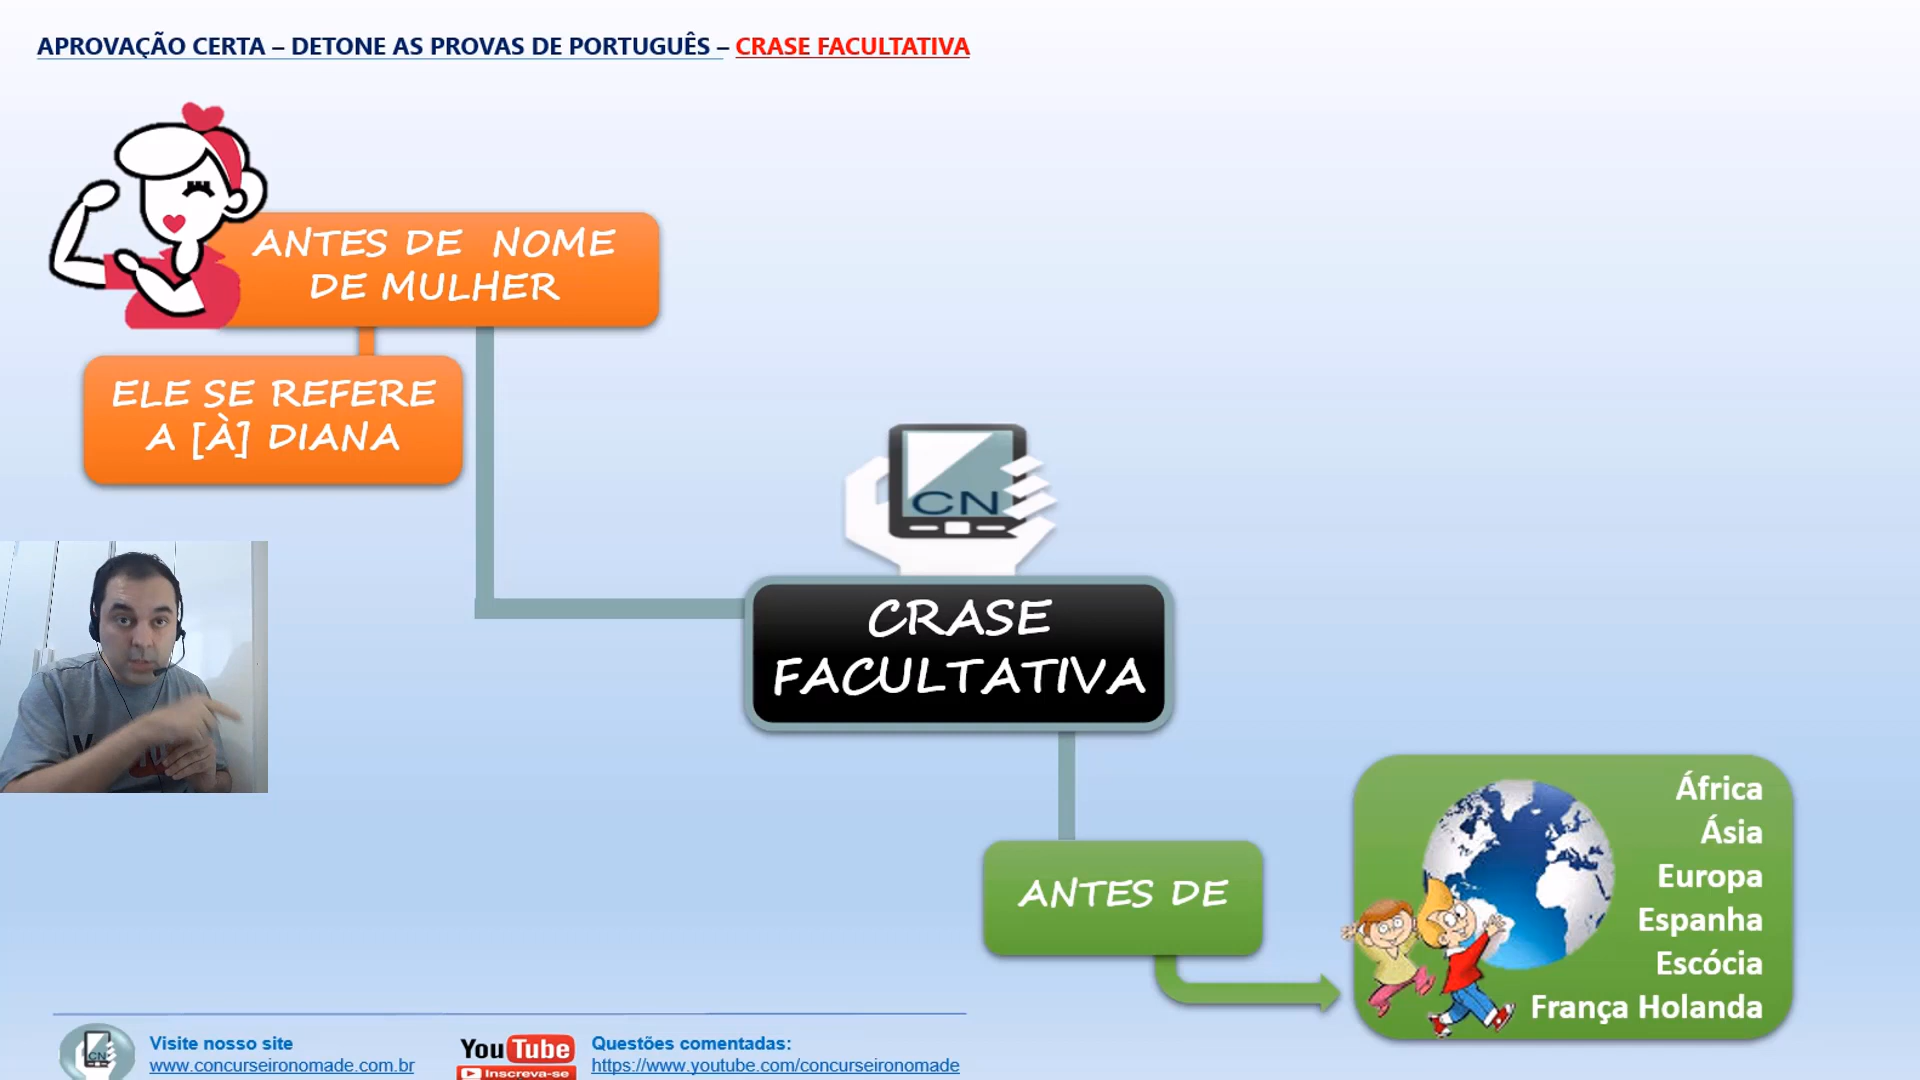 APROVAÇÃO CERTA – DETONE AS PROVAS DE PORTUGUÊS – CRASE FACULTATIVA
ANTES DE NOME
DE MULHER
ELE SE REFERE
A [À] DIANA
CN
CRASE
FACULTATIVA
ANTES DE
África
Ásia
Europa
Espanha
Escócia
França Holanda
CN
Visite nosso site
www.concurseironomade.com.br
YouTube
Inscreva-se
Questões comentadas:
https://www.youtube.com/concurseironomade